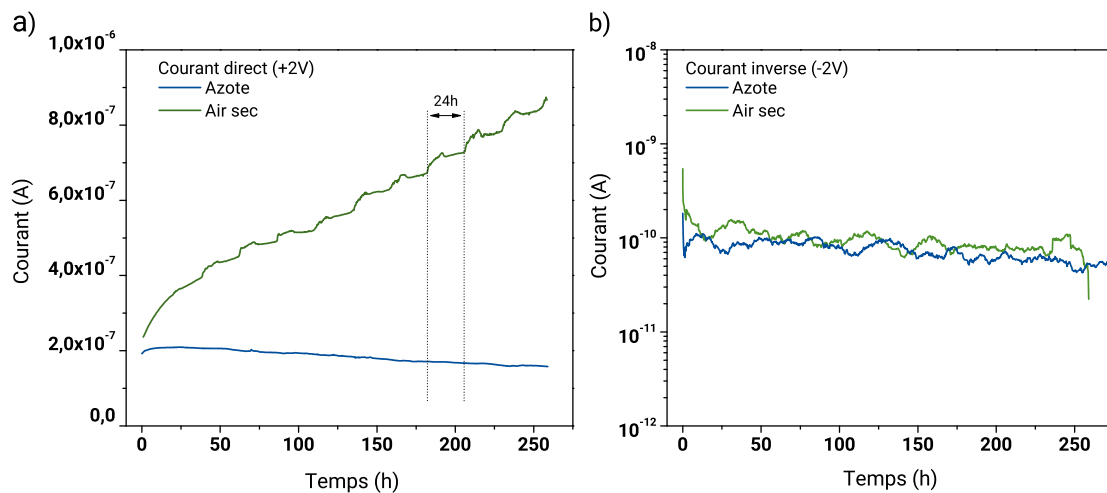 a)
Courant (A)
1,0x10⁻⁶
8,0x10⁻⁷
6,0x10⁻⁷
4,0x10⁻⁷
2,0x10⁻⁷
0,0
Courant direct (+2V)
Azote
Air sec
24h
0 50 100 150 200 250
Temps (h)
b)
Courant (A)
10⁻⁸
10⁻⁹
10⁻¹⁰
10⁻¹¹
10⁻¹²
Courant inverse (-2V)
Azote
Air sec
0 50 100 150 200 250
Temps (h)